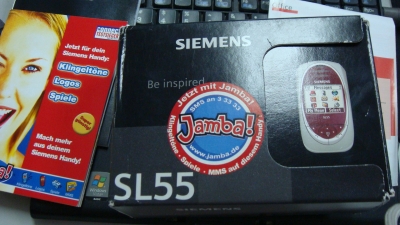 Jetzt für dein
Siemens Handy!
Klingeltöne
Logos
Spiele
Mach mehr
aus deinem
Siemens Handy!
SIEMENS
Be inspired
Jetzt mit Jamba!
SMS an 3 33 33
Jamba!
www.jamba.de
Klingeltöne · Spiele · MMS auf diesem Handy
SL55